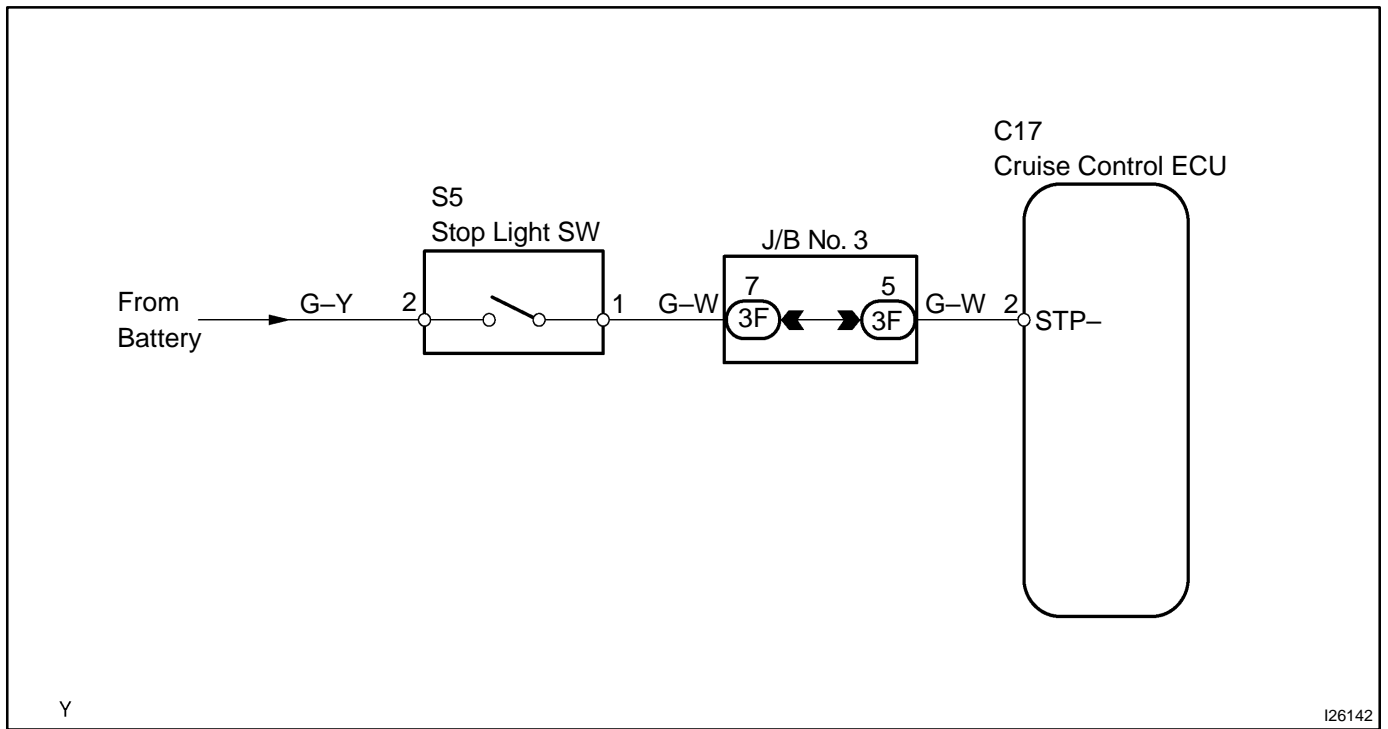 C17
Cruise Control ECU
S5
Stop Light SW
J/B No. 3
From
Battery
G–Y
2
1
G–W
7
3F
5
3F
G–W
2
STP–
Y
I26142